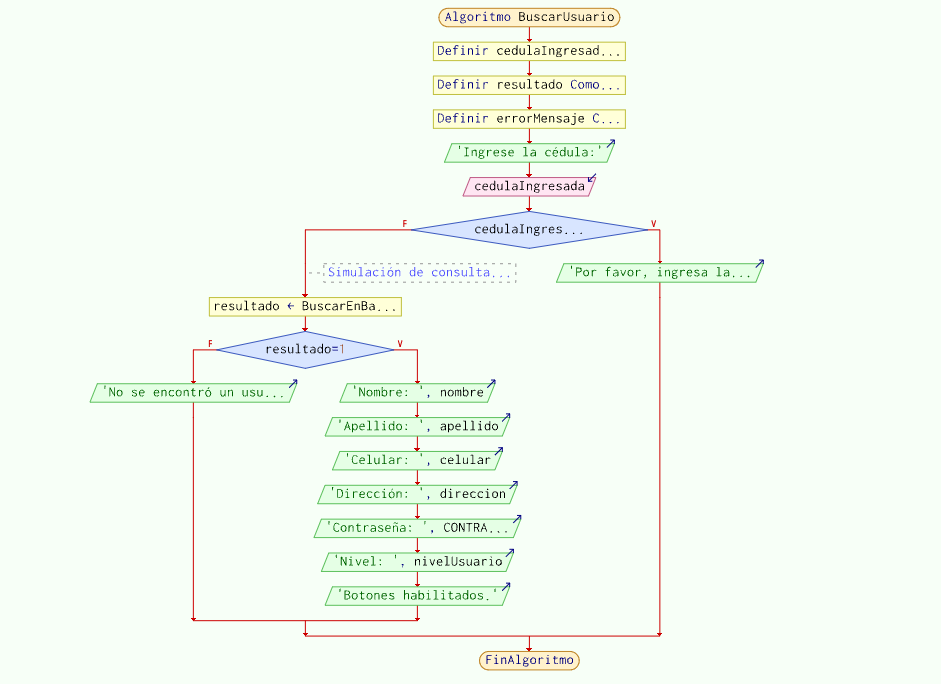 Algoritmo BuscarUsuario
Definir cedulaIngresad...
Definir resultado Como...
Definir errorMensaje C...
'Ingrese la cédula:'
cedulaIngresada
F
V
cedulaIngres...
Simulación de consulta...
'Por favor, ingresa la...
resultado ← BuscarEnBa...
F
V
resultado=1
'No se encontró un usu...
'Nombre: ', nombre
'Apellido: ', apellido
'Celular: ', celular
'Dirección: ', direccion
'Contraseña: ', CONTRA...
'Nivel: ', nivelUsuario
'Botones habilitados.'
FinAlgoritmo